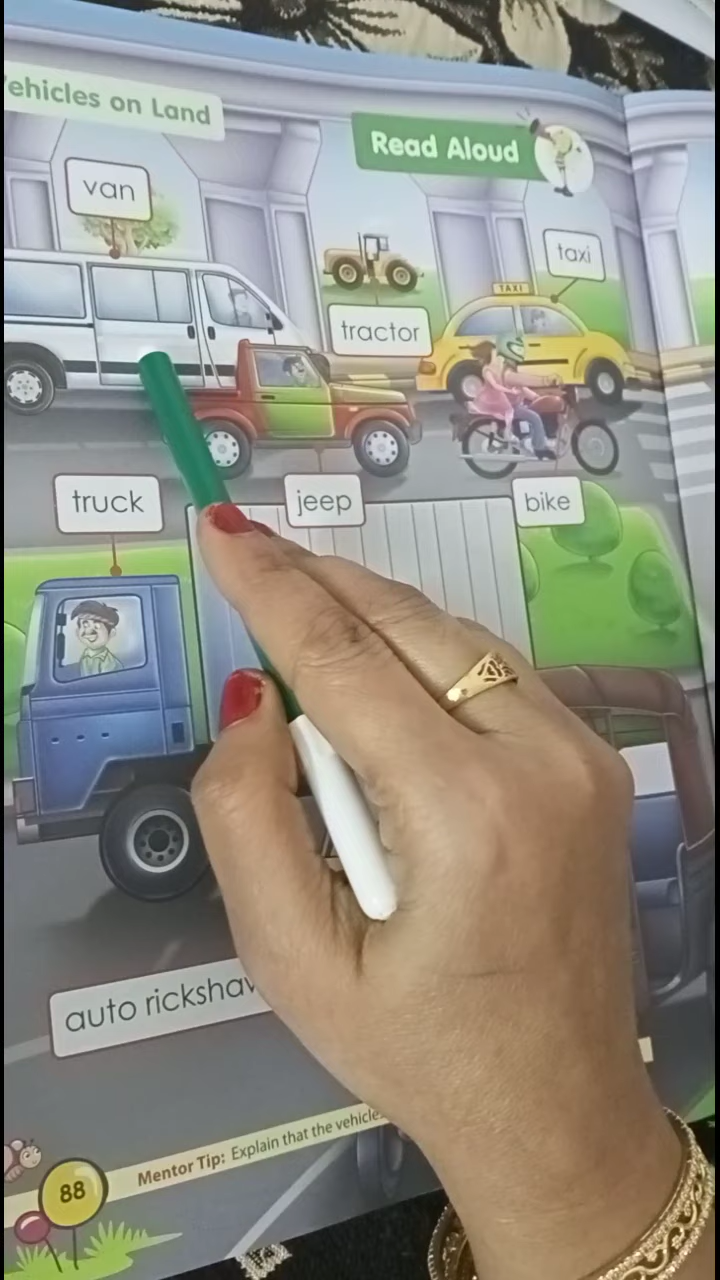 ehicles on Land
Read Aloud
van
taxi
TAXI
tractor
truck
jeep
bike
auto ricksha
Mentor Tip: Explain that the vehicle
88